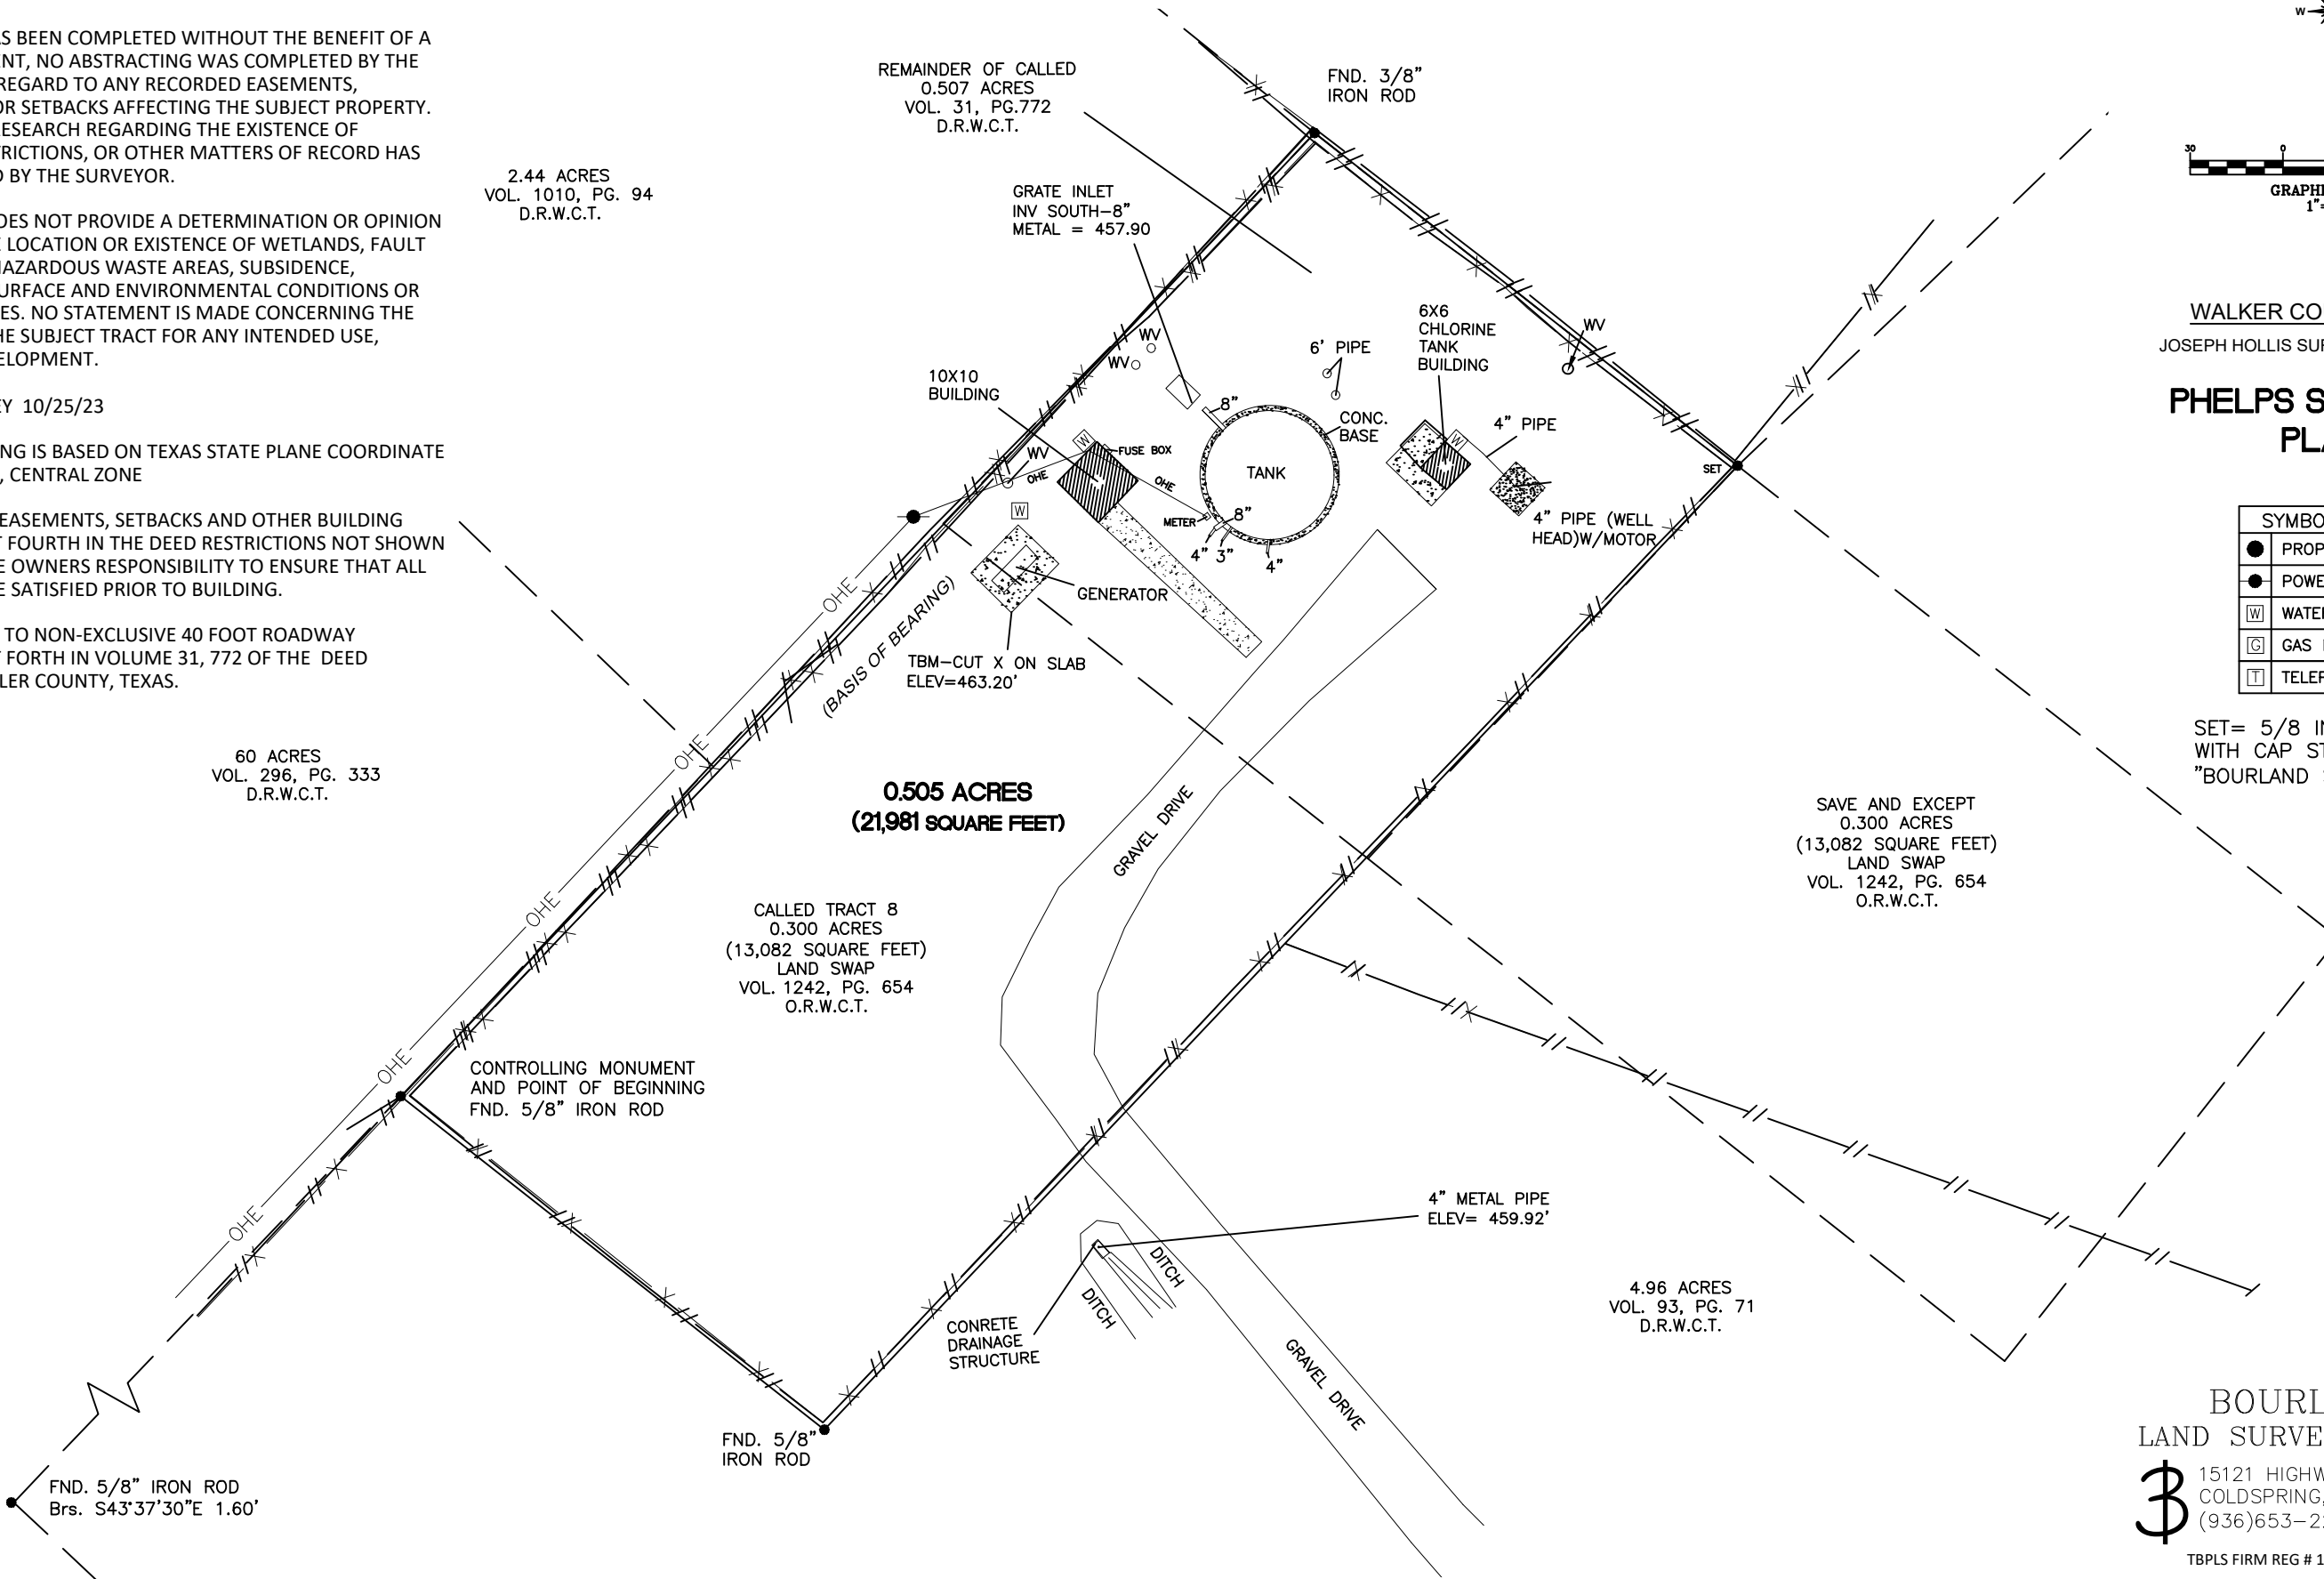 S BEEN COMPLETED WITHOUT THE BENEFIT OF A
ENT, NO ABSTRACTING WAS COMPLETED BY THE
REGARD TO ANY RECORDED EASEMENTS,
OR SETBACKS AFFECTING THE SUBJECT PROPERTY.
ESEARCH REGARDING THE EXISTENCE OF
TRICTIONS, OR OTHER MATTERS OF RECORD HAS
D BY THE SURVEYOR.
OES NOT PROVIDE A DETERMINATION OR OPINION
E LOCATION OR EXISTENCE OF WETLANDS, FAULT
HAZARDOUS WASTE AREAS, SUBSIDENCE,
URFACE AND ENVIRONMENTAL CONDITIONS OR
ES. NO STATEMENT IS MADE CONCERNING THE
HE SUBJECT TRACT FOR ANY INTENDED USE,
ELOPMENT.
EY 10/25/23
NG IS BASED ON TEXAS STATE PLANE COORDINATE
, CENTRAL ZONE
EASEMENTS, SETBACKS AND OTHER BUILDING
T FOURTH IN THE DEED RESTRICTIONS NOT SHOWN
E OWNERS RESPONSIBILITY TO ENSURE THAT ALL
E SATISFIED PRIOR TO BUILDING.
TO NON-EXCLUSIVE 40 FOOT ROADWAY
T FORTH IN VOLUME 31, 772 OF THE DEED
LER COUNTY, TEXAS.
2.44 ACRES
VOL. 1010, PG. 94
D.R.W.C.T.
REMAINDER OF CALLED
0.507 ACRES
VOL. 31, PG.772
D.R.W.C.T.
FND. 3/8"
IRON ROD
GRATE INLET
INV SOUTH-8"
METAL = 457.90
WV
WV
10X10
BUILDING
6' PIPE
6X6
CHLORINE
TANK
BUILDING
WV
8"
CONC.
BASE
4" PIPE
W
W
FUSE BOX
WV
OHE
OHE
TANK
SET
W
METER
8"
4" 3"
4"
4" PIPE (WELL
HEAD)W/MOTOR
GENERATOR
TBM-CUT X ON SLAB
ELEV=463.20'
(BASIS OF BEARING)
OHE
OHE
OHE
OHE
OHE
60 ACRES
VOL. 296, PG. 333
D.R.W.C.T.
0.505 ACRES
(21,981 SQUARE FEET)
GRAVEL DRIVE
CALLED TRACT 8
0.300 ACRES
(13,082 SQUARE FEET)
LAND SWAP
VOL. 1242, PG. 654
O.R.W.C.T.
SAVE AND EXCEPT
0.300 ACRES
(13,082 SQUARE FEET)
LAND SWAP
VOL. 1242, PG. 654
O.R.W.C.T.
CONTROLLING MONUMENT
AND POINT OF BEGINNING
FND. 5/8" IRON ROD
4" METAL PIPE
ELEV= 459.92'
DITCH
DITCH
CONRETE
DRAINAGE
STRUCTURE
GRAVEL DRIVE
4.96 ACRES
VOL. 93, PG. 71
D.R.W.C.T.
FND. 5/8"
IRON ROD
FND. 5/8" IRON ROD
Brs. S43°37'30"E 1.60'
W
30 0
GRAPHI
1"=
WALKER CO
JOSEPH HOLLIS SUR
PHELPS S
PLA
SYMBO
PROP
POWE
W WATE
G GAS
T TELEP
SET= 5/8 IN
WITH CAP ST
"BOURLAND
BOURL
LAND SURVE
B
15121 HIGHW
COLDSPRING,
(936)653-2
TBPLS FIRM REG # 1